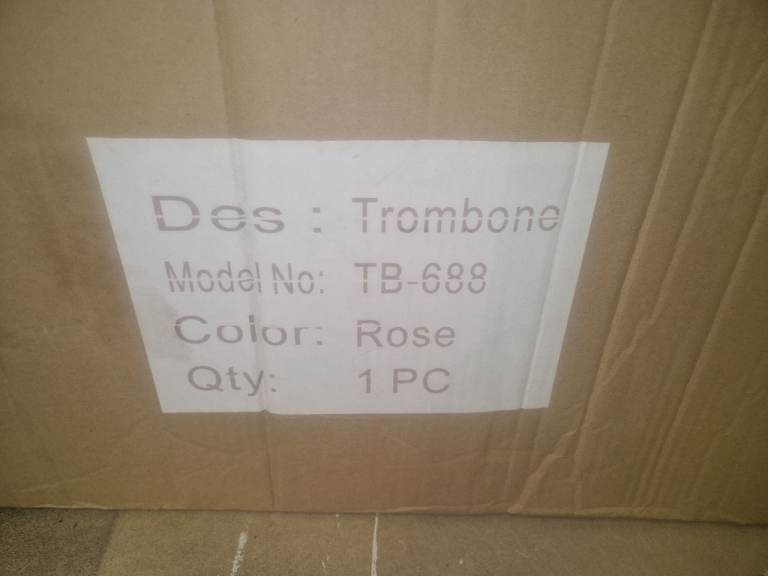 Des : Trombone
Model No: TB-688
Color: Rose
Qty: 1 PC